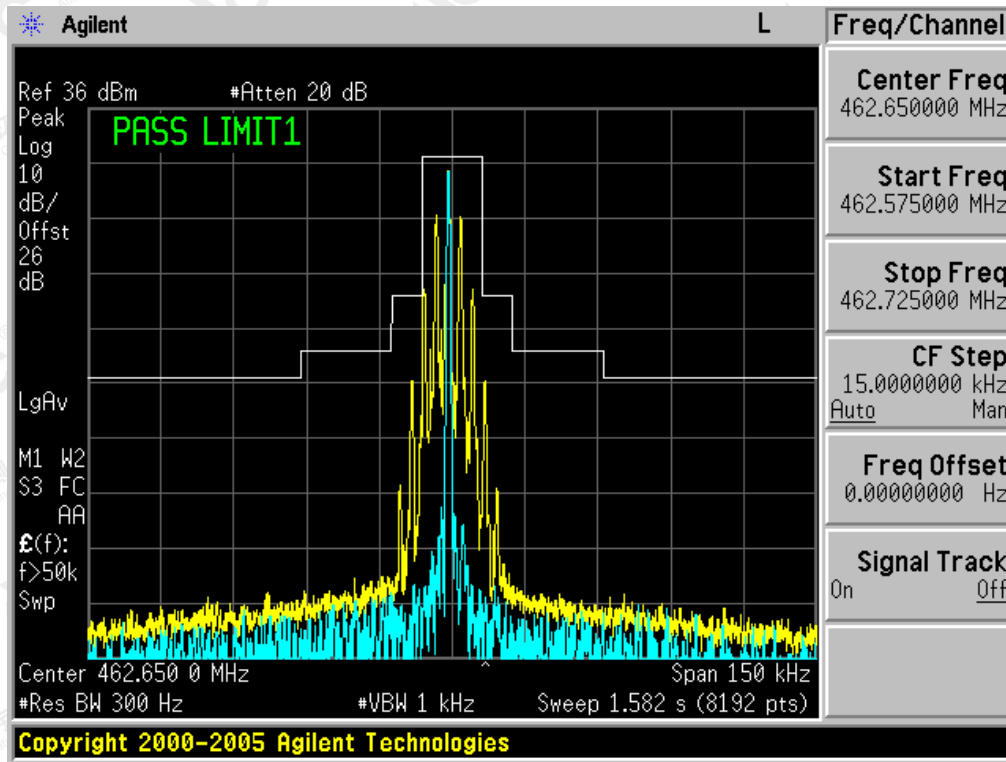 Agilent
L
Freq/Channel
Ref 36 dBm #Atten 20 dB
Peak
Log
10
dB/
Offst
26
dB
PASS LIMIT1
LgAv
M1 W2
S3 FC
AA
£(f):
f>50k
Swp
Center 462.650 0 MHz Span 150 kHz
#Res BW 300 Hz #VBW 1 kHz Sweep 1.582 s (8192 pts)
Copyright 2000-2005 Agilent Technologies
Center Freq
462.650000 MHz
Start Freq
462.575000 MHz
Stop Freq
462.725000 MHz
CF Step
15.0000000 kHz
Auto Man
Freq Offset
0.00000000 Hz
Signal Track
On Off